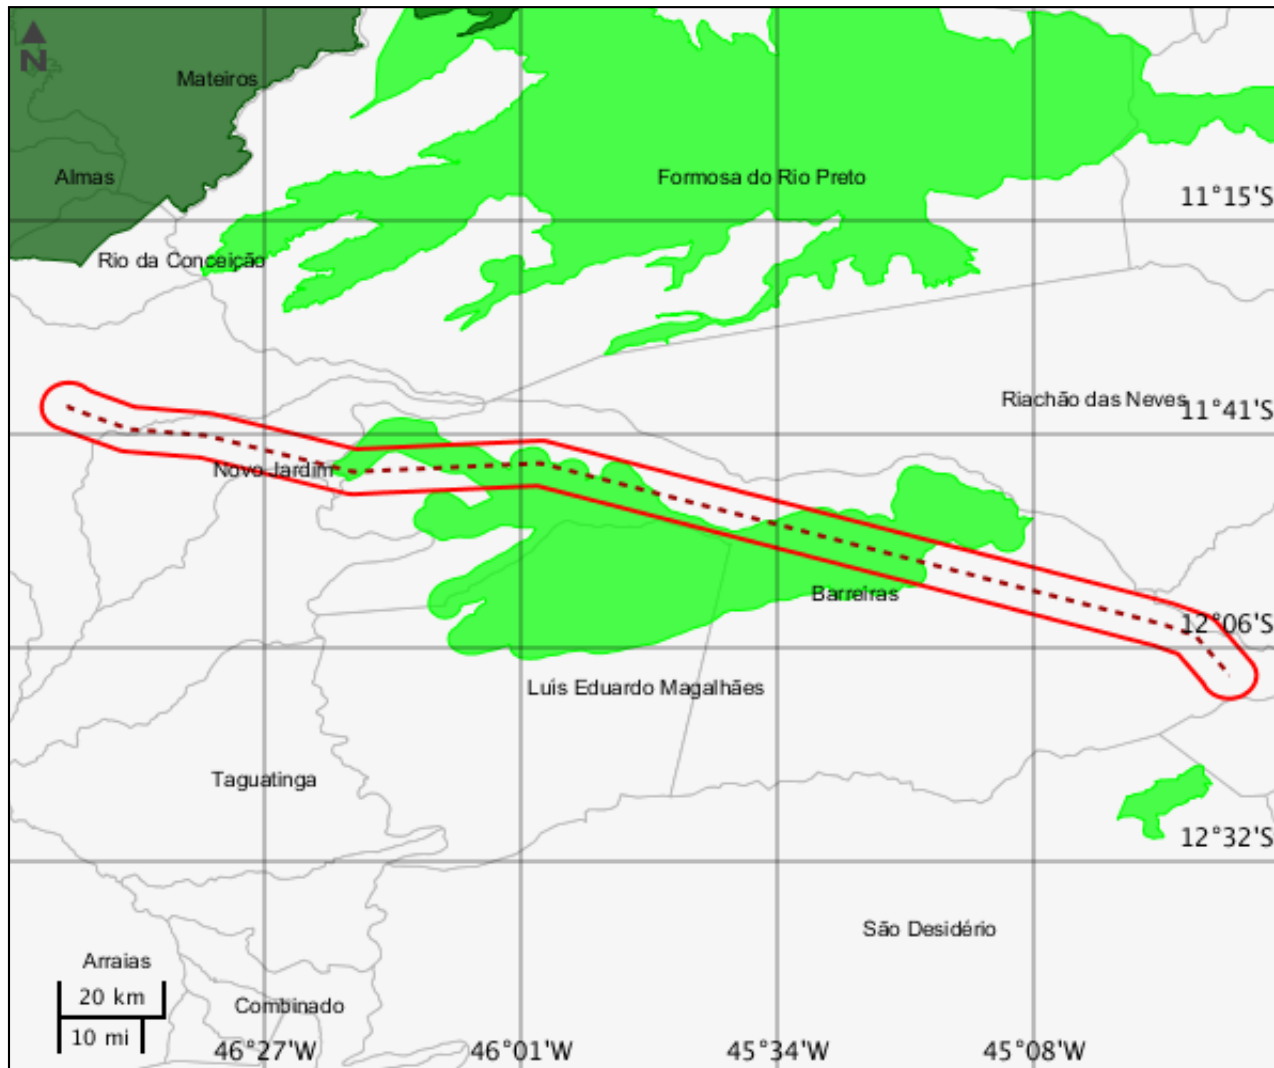 N
Mateiros
Almas
Formosa do Rio Preto
11°15'S
Rio da Conceição
Riachão das Neves
11°41'S
Novo Jardim
Barreiras
12°06'S
Luís Eduardo Magalhães
Taguatinga
12°32'S
São Desidério
Arraias
20 km
Combinado
10 mi
46°27'W
46°01'W
45°34'W
45°08'W